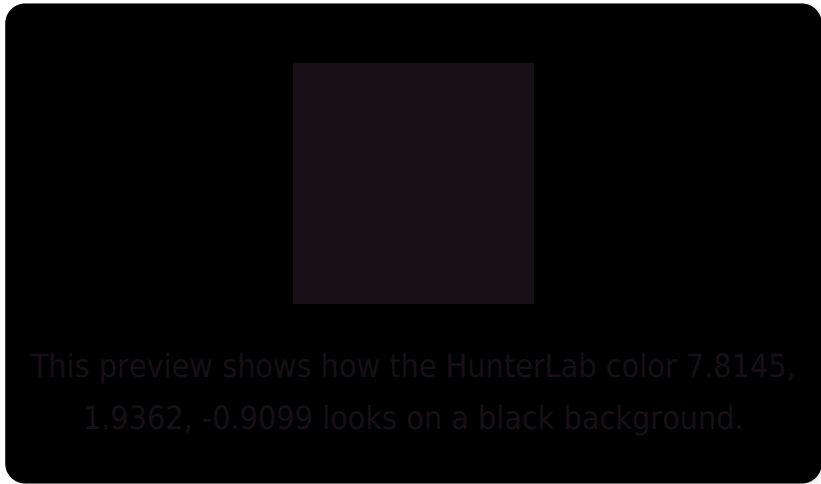 This preview shows how the HunterLab color 7.8145,
1.9362, -0.9099 looks on a black background.